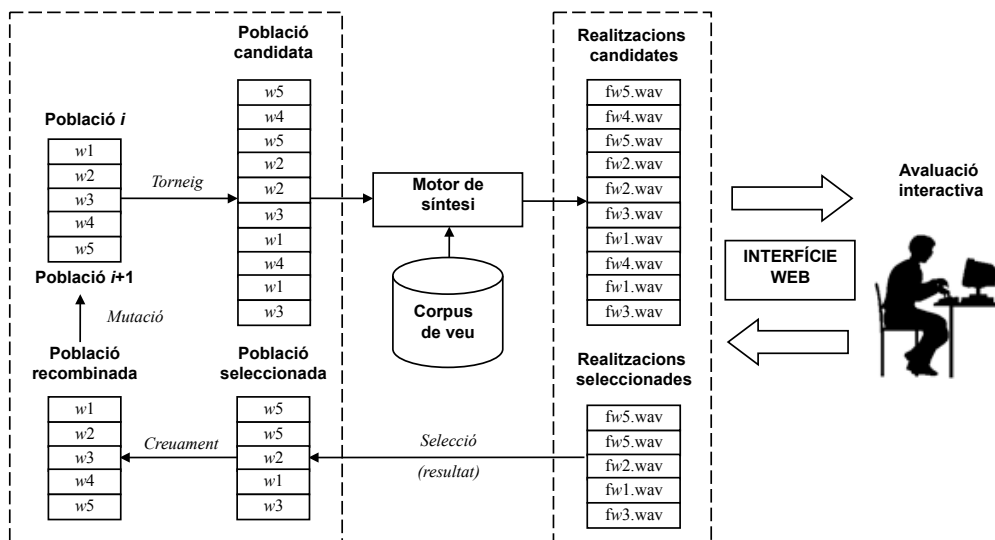 Població i
w1
w2
w3
w4
w5
Població i+1
Torneig
Població
candidata
w5
w4
w5
w2
w2
w3
w1
w4
w1
w3
Motor de
síntesi
Corpus
de veu
Realitzacions
candidates
fw5.wav
fw4.wav
fw5.wav
fw2.wav
fw2.wav
fw3.wav
fw1.wav
fw4.wav
fw1.wav
fw3.wav
Avaluació
interactiva
INTERFÍCIE
WEB
Realitzacions
seleccionades
fw5.wav
fw5.wav
fw2.wav
fw1.wav
fw3.wav
Selecció
(resultat)
Població
seleccionada
w5
w5
w2
w1
w3
Creuament
Població
recombinada
w1
w2
w3
w4
w5
Mutació